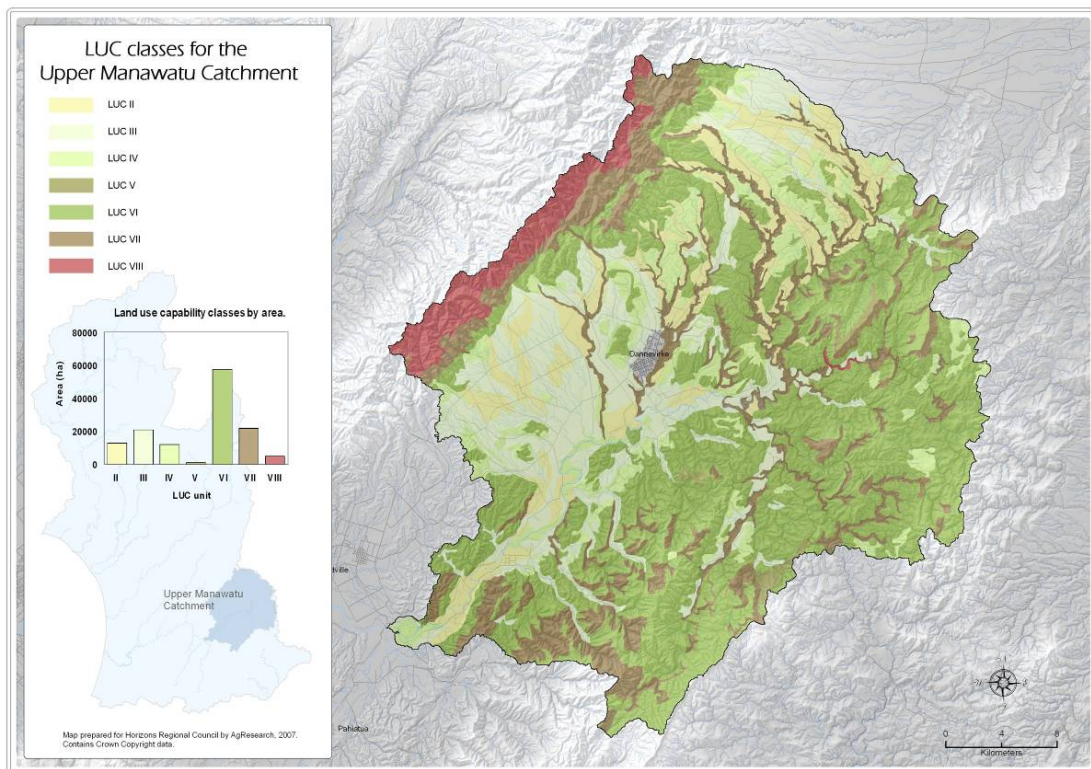 LUC classes for the
Upper Manawatu Catchment
LUC II
LUC III
LUC IV
LUC V
LUC VI
LUC VII
LUC VIII
Land use capability classes by area.
80000
60000
40000
20000
0
Area (ha)
II III IV V VI VII VIII
LUC unit
Upper Manawatu
Catchment
Map prepared for Horizons Regional Council by AgResearch, 2007.
Contains Crown Copyright data.
Dannevirke
tville
Pahiatua
0 4 8
Kilometers